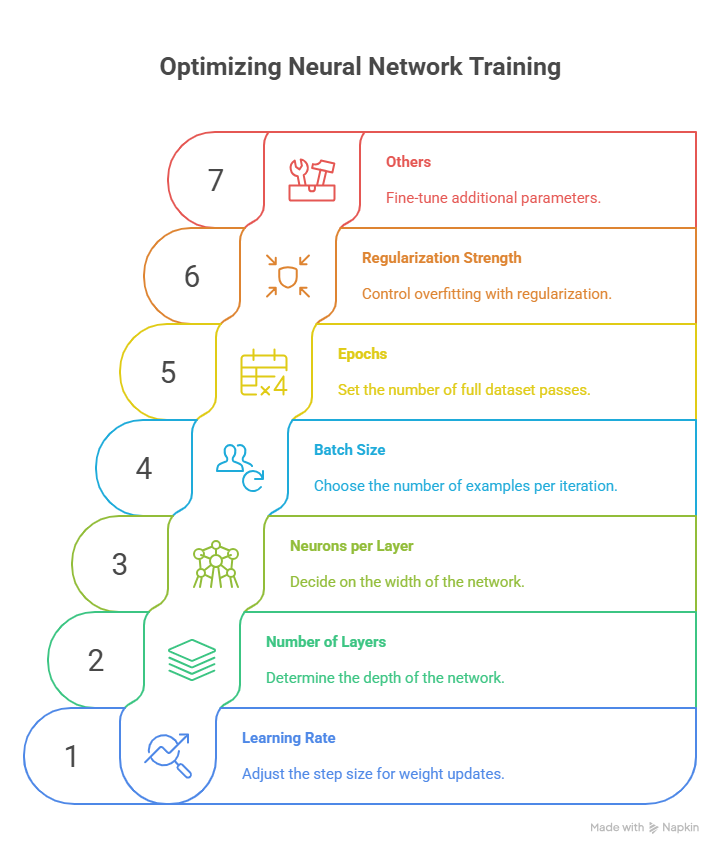 Optimizing Neural Network Training
7
Others
Fine-tune additional parameters.
6
Regularization Strength
Control overfitting with regularization.
5
x4
Epochs
Set the number of full dataset passes.
4
Batch Size
Choose the number of examples per iteration.
3
Neurons per Layer
Decide on the width of the network.
2
Number of Layers
Determine the depth of the network.
1
Learning Rate
Adjust the step size for weight updates.
Made with Napkin